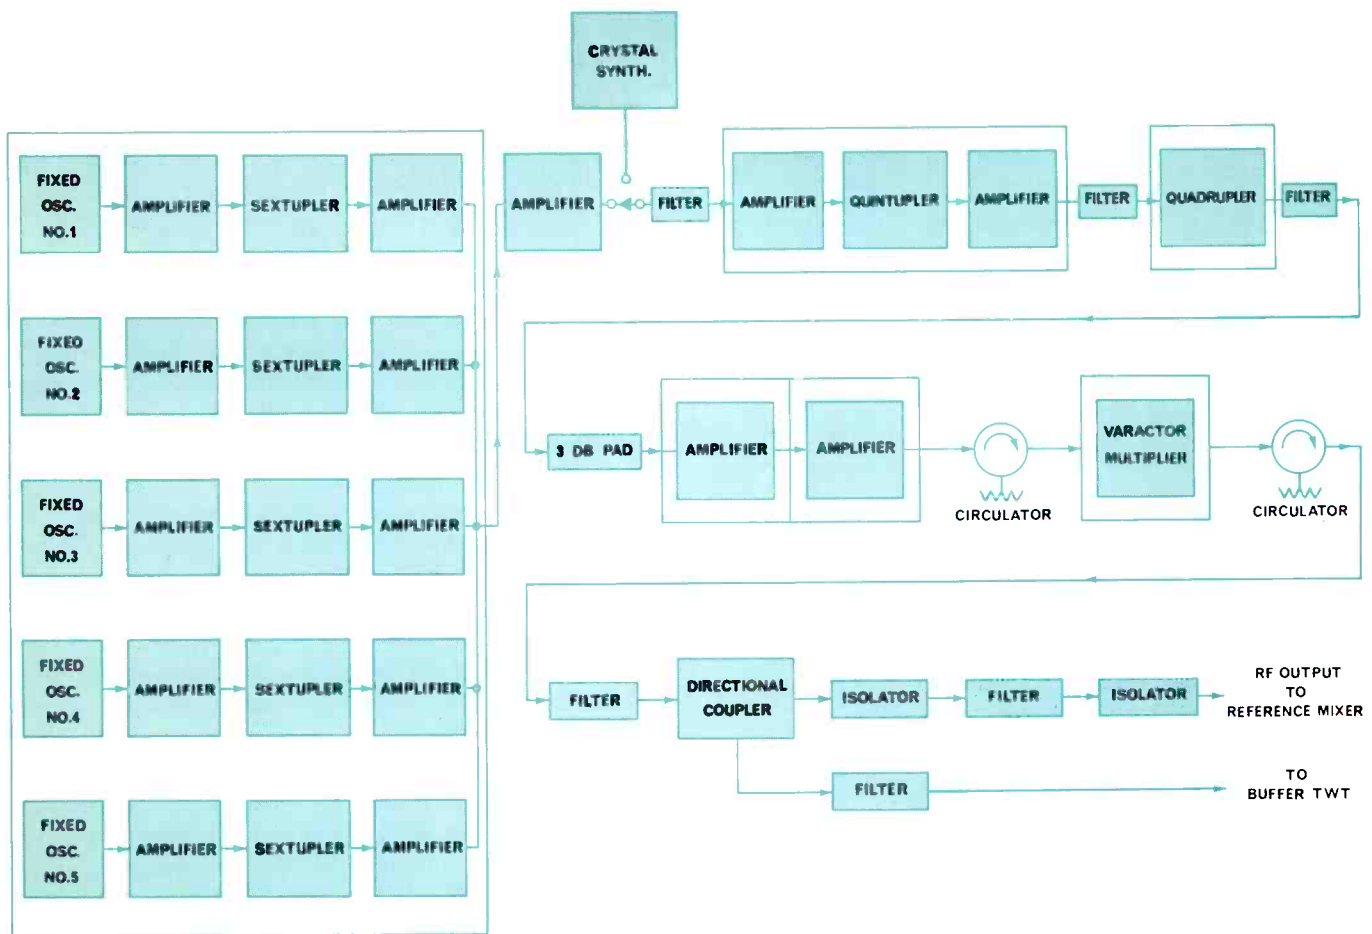 CRYSTAL
SYNTH.
FIXED
OSC.
NO.1
AMPLIFIER
SEXTUPLER
AMPLIFIER
AMPLIFIER
FILTER
AMPLIFIER
QUINTUPLER
AMPLIFIER
FILTER
QUADRUPLER
FILTER
FIXED
OSC.
NO.2
AMPLIFIER
SEXTUPLER
AMPLIFIER
3 DB PAD
AMPLIFIER
AMPLIFIER
CIRCULATOR
VARACTOR
MULTIPLIER
CIRCULATOR
FIXED
OSC.
NO.3
AMPLIFIER
SEXTUPLER
AMPLIFIER
FIXED
OSC.
NO.4
AMPLIFIER
SEXTUPLER
AMPLIFIER
FILTER
DIRECTIONAL
COUPLER
ISOLATOR
FILTER
ISOLATOR
RF OUTPUT
TO
REFERENCE MIXER
FILTER
TO
BUFFER TWT
FIXED
OSC.
NO.5
AMPLIFIER
SEXTUPLER
AMPLIFIER